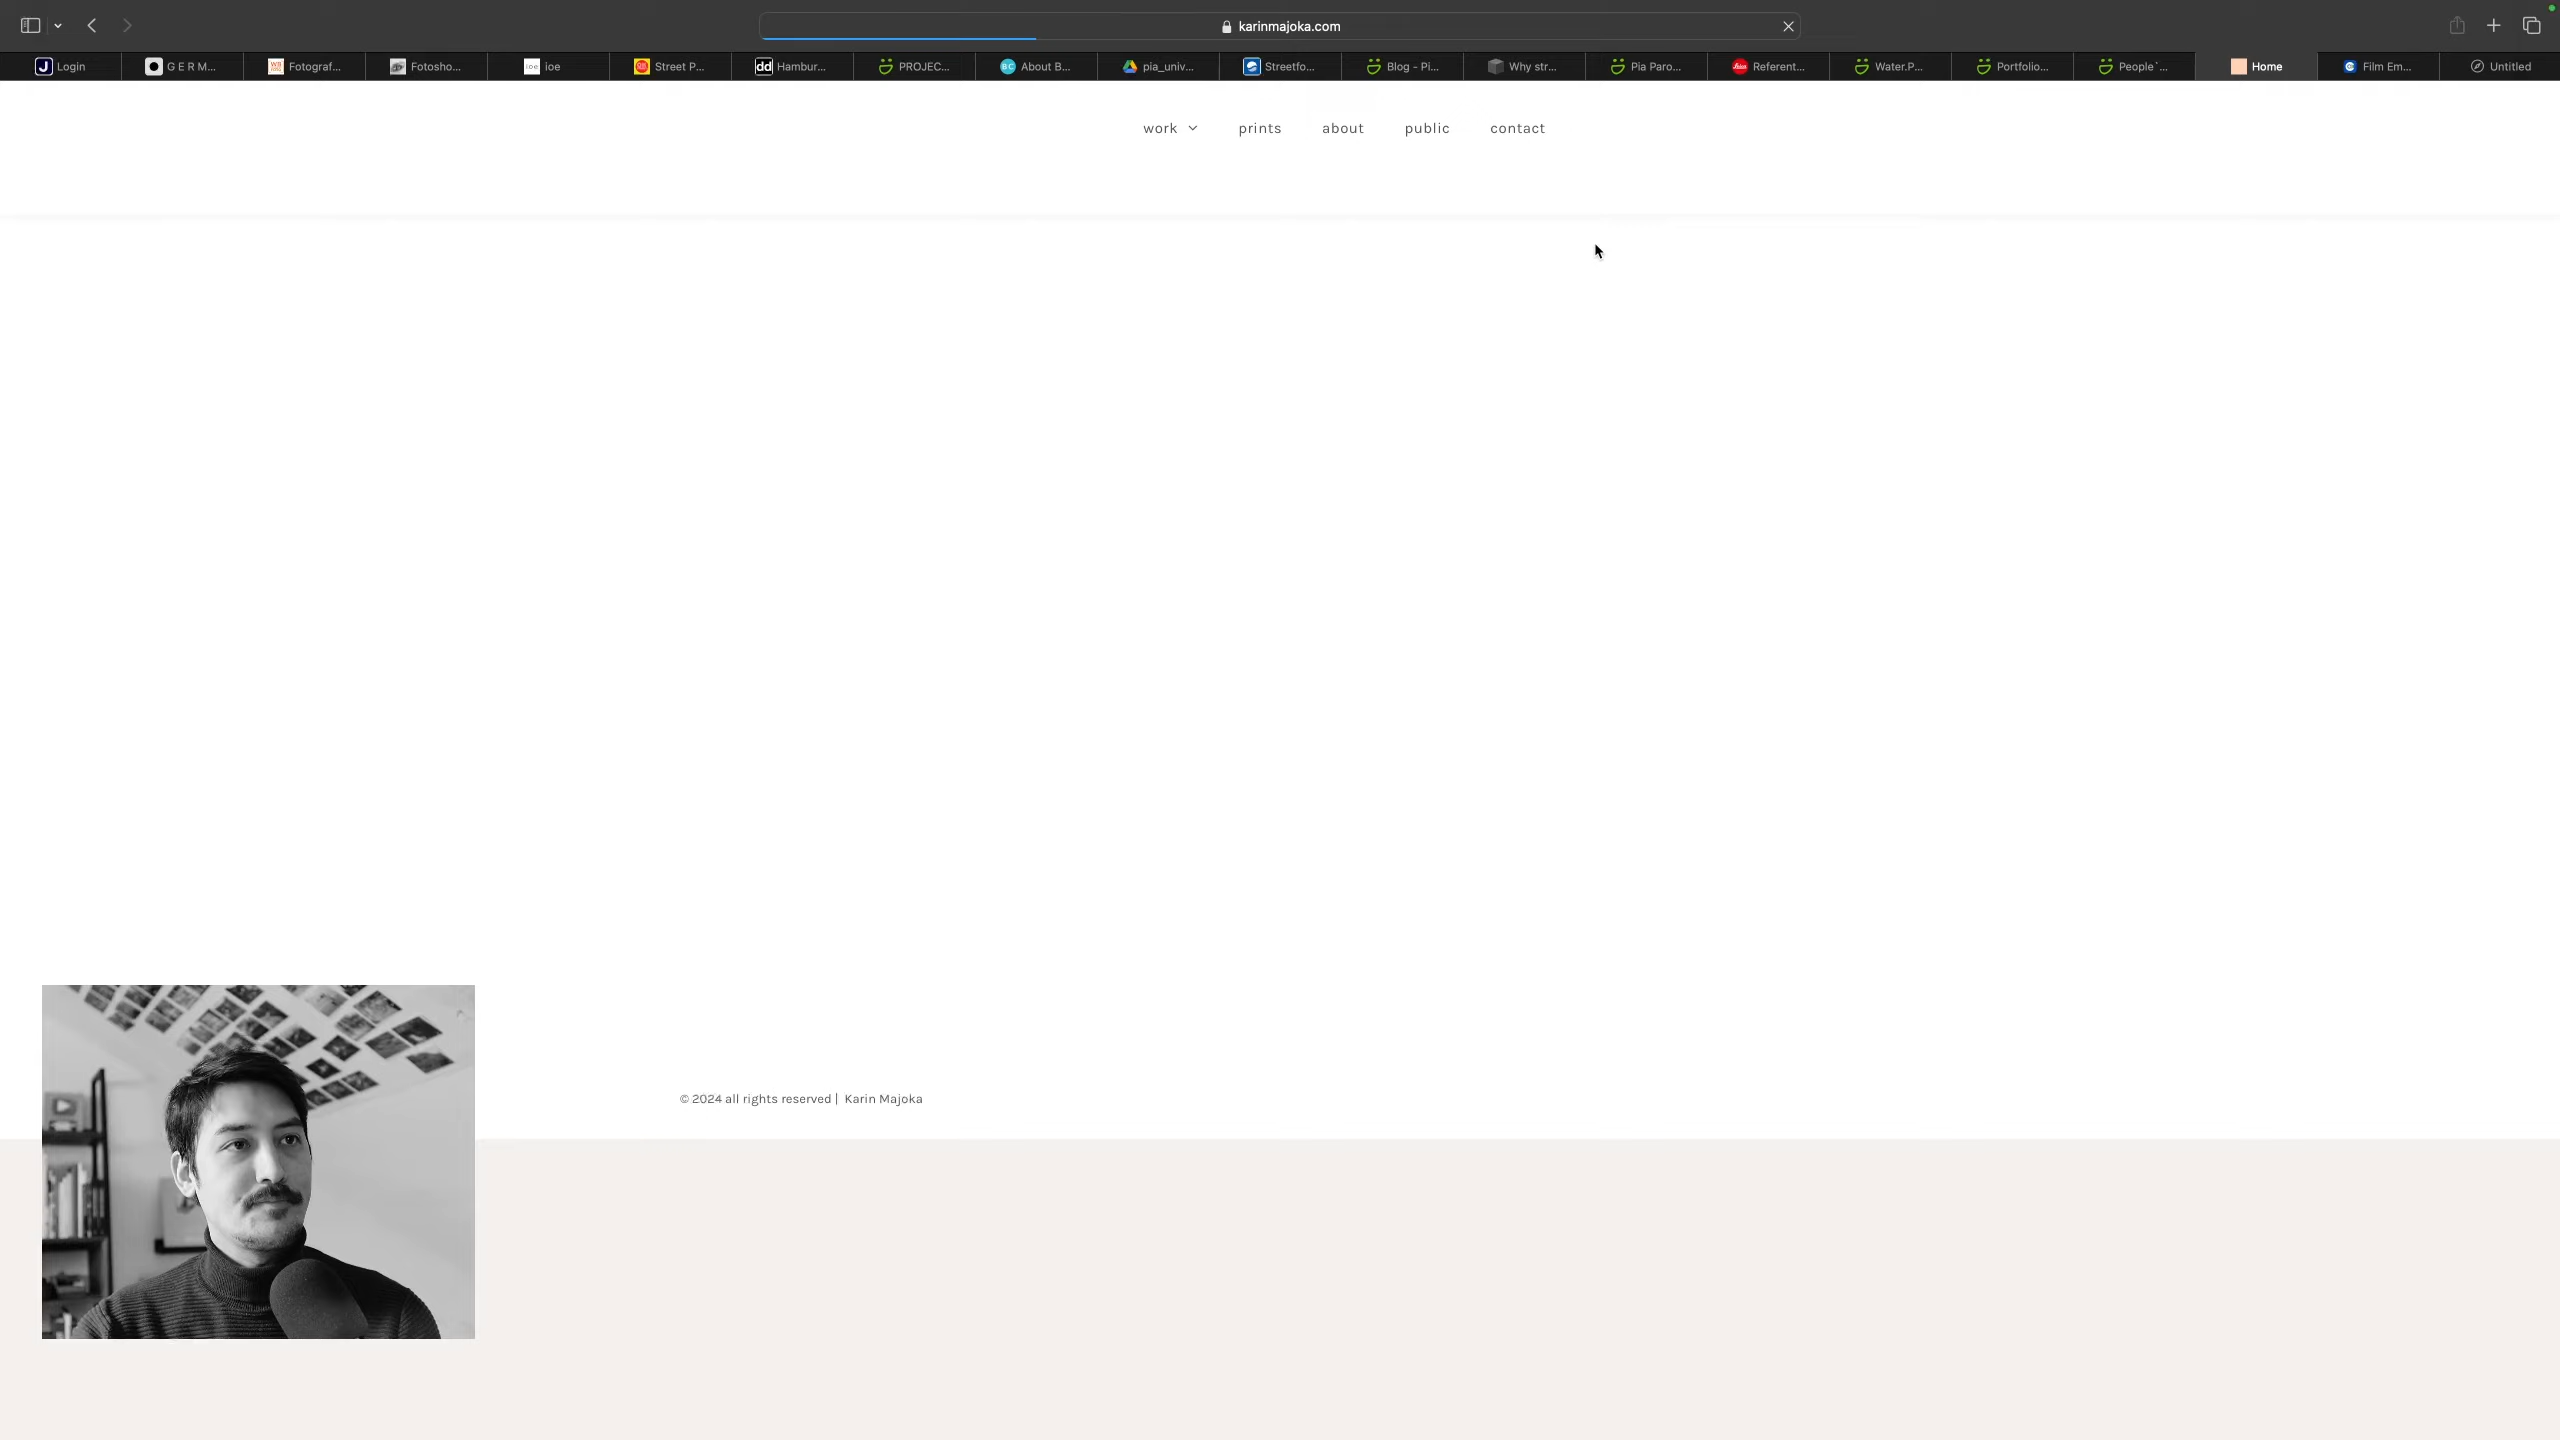 karinmajoka.com
Login
G E R M...
Fotograf...
Fotosho...
ioe
Street P...
Hambur...
PROJEC...
About B...
pia_univ...
Streetfo...
Blog - Pi...
Why str...
Pia Paro...
Referent...
Water.P...
Portfolio...
People´...
Home
Film Em...
Untitled
work
prints
about
public
contact
© 2024 all rights reserved | Karin Majoka